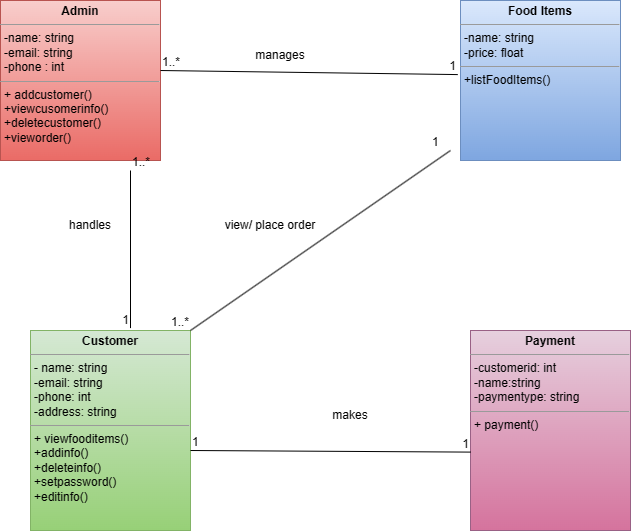 Admin
-name: string
-email: string
-phone : int
+ addcustomer()
+viewcusomerinfo()
+deletecustomer()
+vieworder()
Food Items
-name: string
-price: float
+listFoodItems()
1..*
manages
1
1..*
handles
1
1
view/ place order
1..*
Customer
- name: string
-email: string
-phone: int
-address: string
+ viewfooditems()
+addinfo()
+deleteinfo()
+setpassword()
+editinfo()
1
makes
1
Payment
-customerid: int
-name:string
-paymentype: string
+ payment()